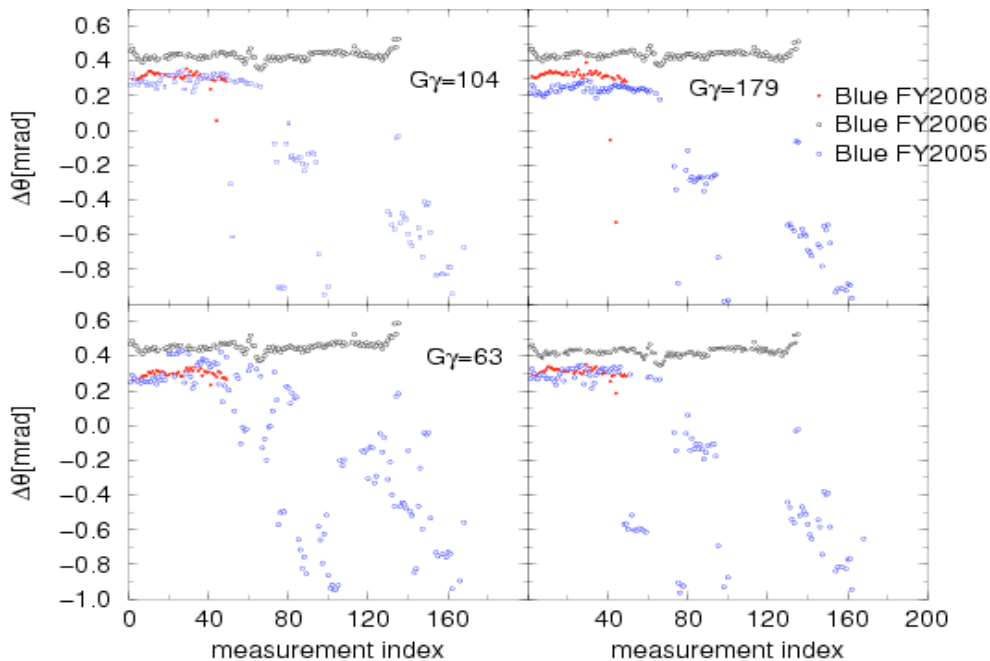 0.6
0.4
0.2
0.0
−0.2
−0.4
−0.6
−0.8
Δθ[mrad]
Gγ=104
Gγ=179
Blue FY2008
Blue FY2006
Blue FY2005
0.6
0.4
0.2
0.0
−0.2
−0.4
−0.6
−0.8
−1.0
Δθ[mrad]
Gγ=63
0 40 80 120 160 0 40 80 120 160 200
measurement index measurement index